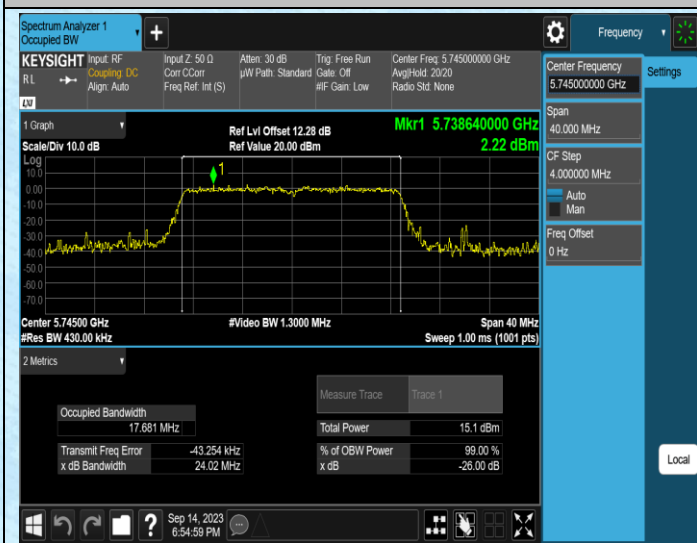 Spectrum Analyzer 1
Occupied BW
+
Frequency
KEYSIGHT
RL
LXI
Input: RF
Coupling: DC
Align: Auto
Input Z: 50 Ω
Corr CCorr
Freq Ref: Int (S)
Atten: 30 dB
µW Path: Standard
Trig: Free Run
Gate: Off
#IF Gain: Low
Center Freq: 5.745000000 GHz
Avg|Hold: 20/20
Radio Std: None
Center Frequency
5.745000000 GHz
Settings
Span
40.000 MHz
CF Step
4.000000 MHz
Auto
Man
Freq Offset
0 Hz
Local
1 Graph
Scale/Div 10.0 dB
Ref Lvl Offset 12.28 dB
Ref Value 20.00 dBm
Mkr1 5.738640000 GHz
2.22 dBm
Log
10.0
0.00
-10.0
-20.0
-30.0
-40.0
-50.0
-60.0
-70.0
1
Center 5.74500 GHz
#Res BW 430.00 kHz
#Video BW 1.3000 MHz
Span 40 MHz
Sweep 1.00 ms (1001 pts)
2 Metrics
Measure Trace
Trace 1
Occupied Bandwidth
17.681 MHz
Total Power
15.1 dBm
Transmit Freq Error
-43.254 kHz
% of OBW Power
99.00 %
x dB Bandwidth
24.02 MHz
x dB
-26.00 dB
?
Sep 14, 2023
6:54:59 PM